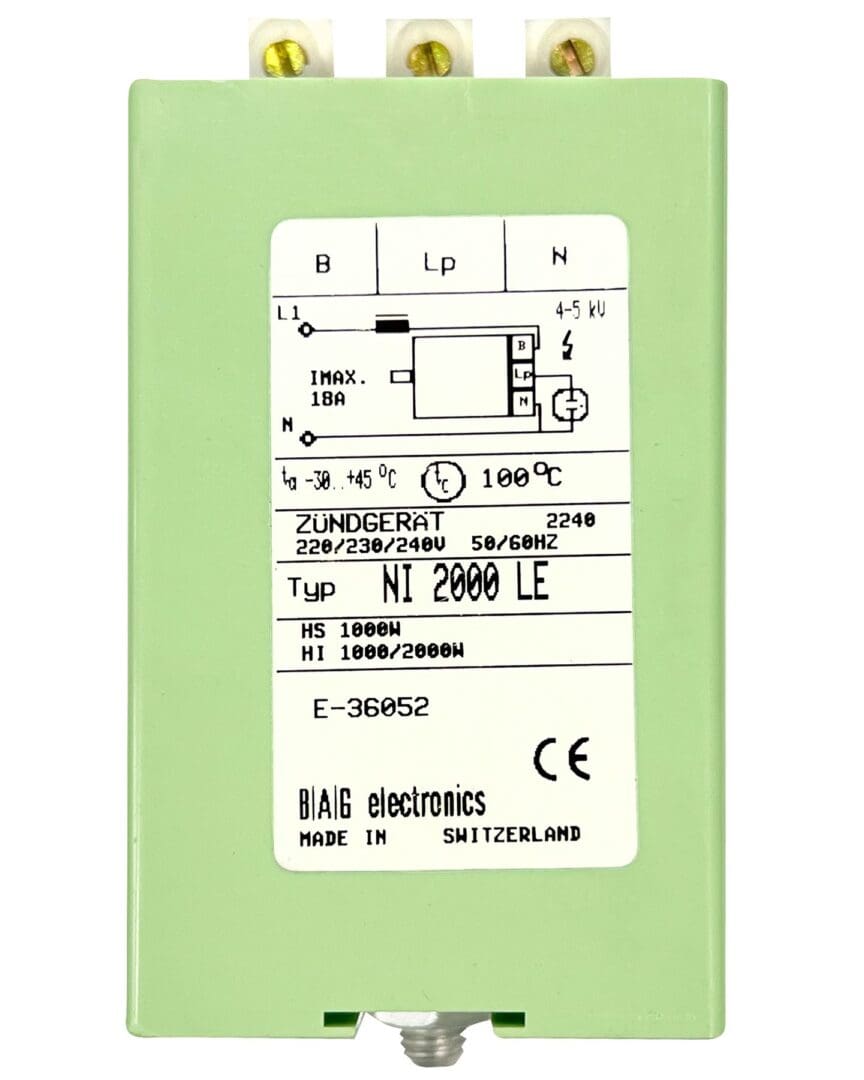 B Lp N
L1 4-5 kV
B
IMAX. Lp
18A N
N
ta -30..+45 °C tc 100°C
ZÜNDGERÄT 2240
220/230/240V 50/60HZ
Typ NI 2000 LE
HS 1000W
HI 1000/2000W
E-36052
CE
B|A|G electronics
MADE IN SWITZERLAND